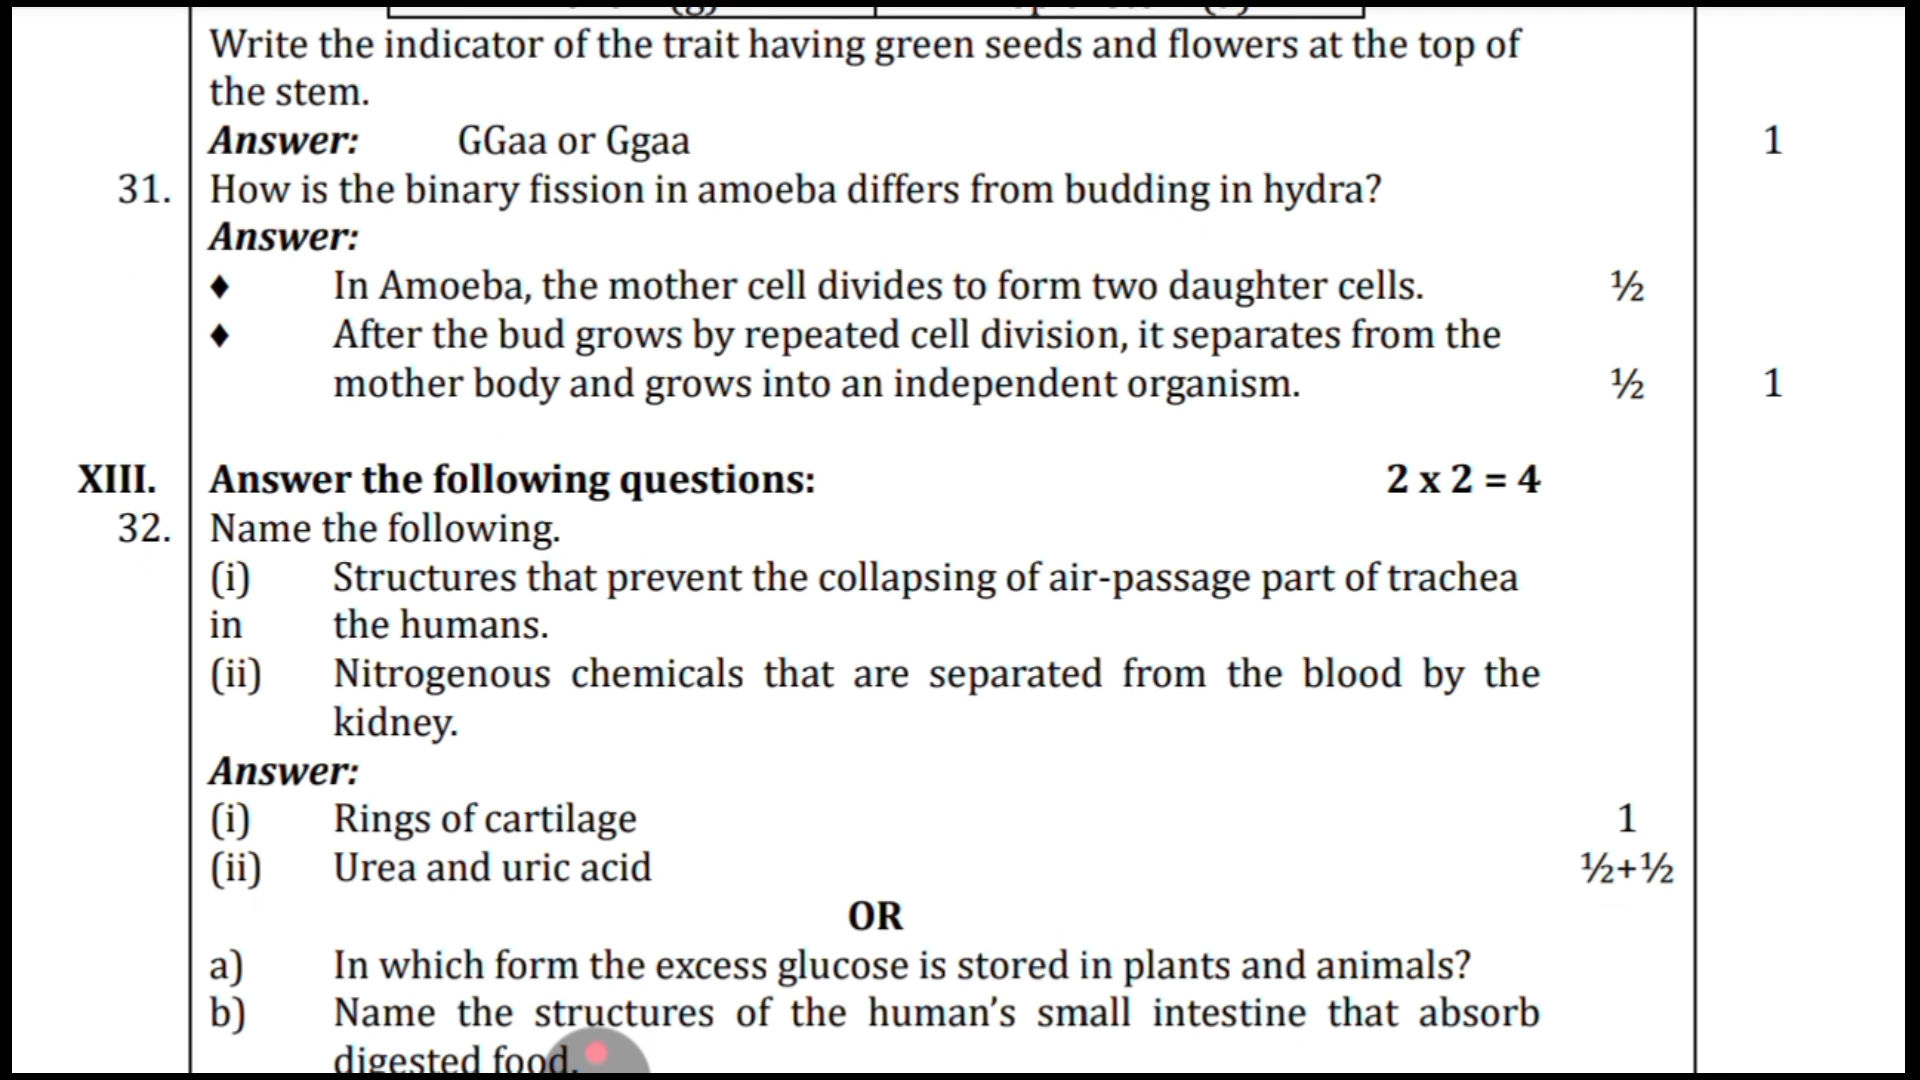 Write the indicator of the trait having green seeds and flowers at the top of
the stem.
Answer: GGaa or Ggaa 1
31. How is the binary fission in amoeba differs from budding in hydra?
Answer:
♦ In Amoeba, the mother cell divides to form two daughter cells. ½
♦ After the bud grows by repeated cell division, it separates from the
mother body and grows into an independent organism. ½ 1
XIII. Answer the following questions: 2 x 2 = 4
32. Name the following.
(i) Structures that prevent the collapsing of air-passage part of trachea
in the humans.
(ii) Nitrogenous chemicals that are separated from the blood by the
kidney.
Answer:
(i) Rings of cartilage 1
(ii) Urea and uric acid ½+½
OR
a) In which form the excess glucose is stored in plants and animals?
b) Name the structures of the human’s small intestine that absorb
digested food.